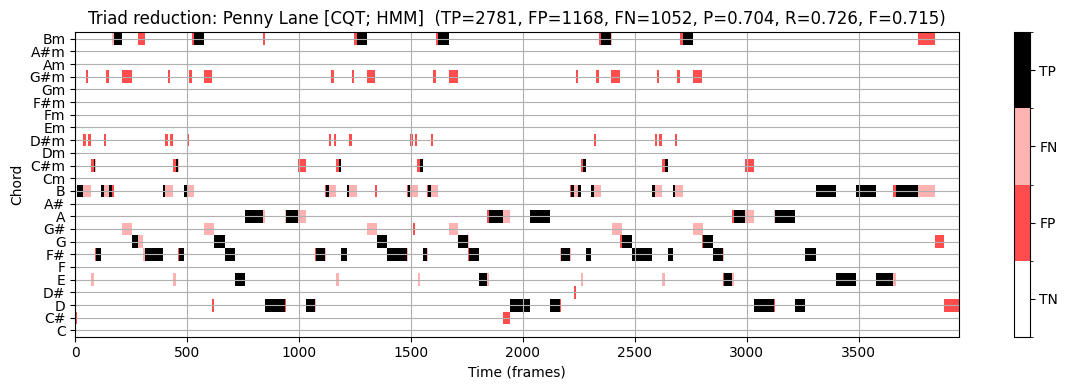 Triad reduction: Penny Lane [CQT; HMM]  (TP=2781, FP=1168, FN=1052, P=0.704, R=0.726, F=0.715)
Bm
A#m
Am
G#m
Gm
F#m
Fm
Em
D#m
Dm
C#m
Cm
B
A#
A
G#
G
F#
F
E
D#
D
C#
C
Chord
0 500 1000 1500 2000 2500 3000 3500
Time (frames)
TP
FN
FP
TN